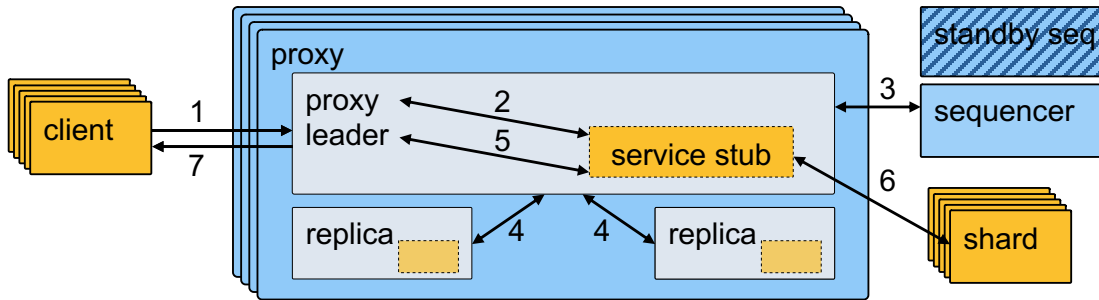 standby seq.
proxy
proxy
leader
client
1
2
3
sequencer
5
service stub
7
6
replica
4
4
replica
shard